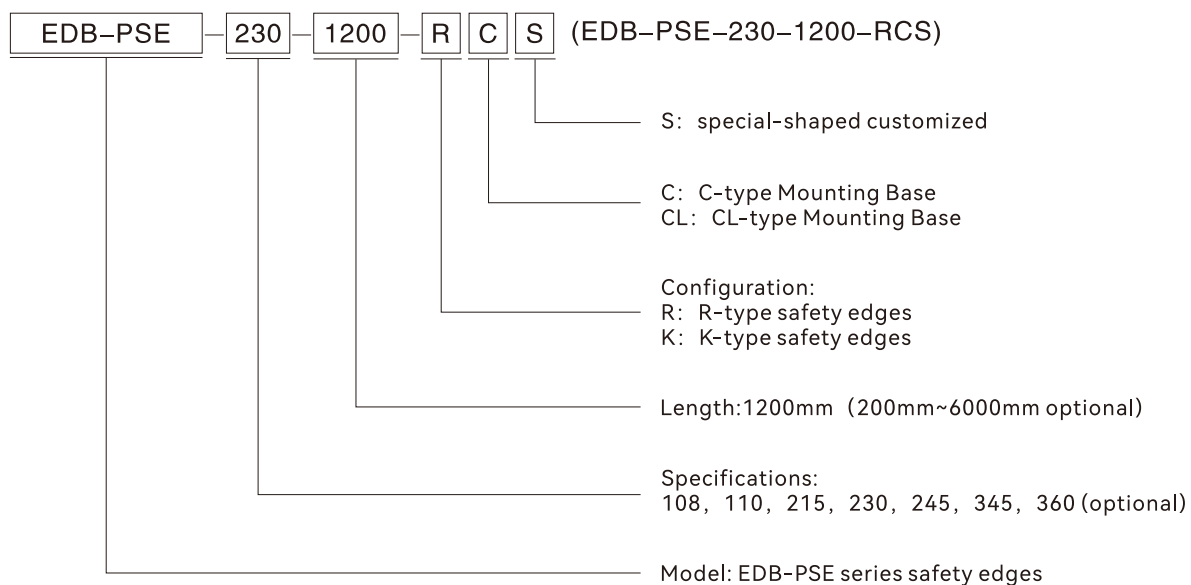 EDB-PSE-230-1200-R C S (EDB-PSE-230-1200-RCS)
S: special-shaped customized
C: C-type Mounting Base
CL: CL-type Mounting Base
Configuration:
R: R-type safety edges
K: K-type safety edges
Length:1200mm (200mm~6000mm optional)
Specifications:
108, 110, 215, 230, 245, 345, 360 (optional)
Model: EDB-PSE series safety edges